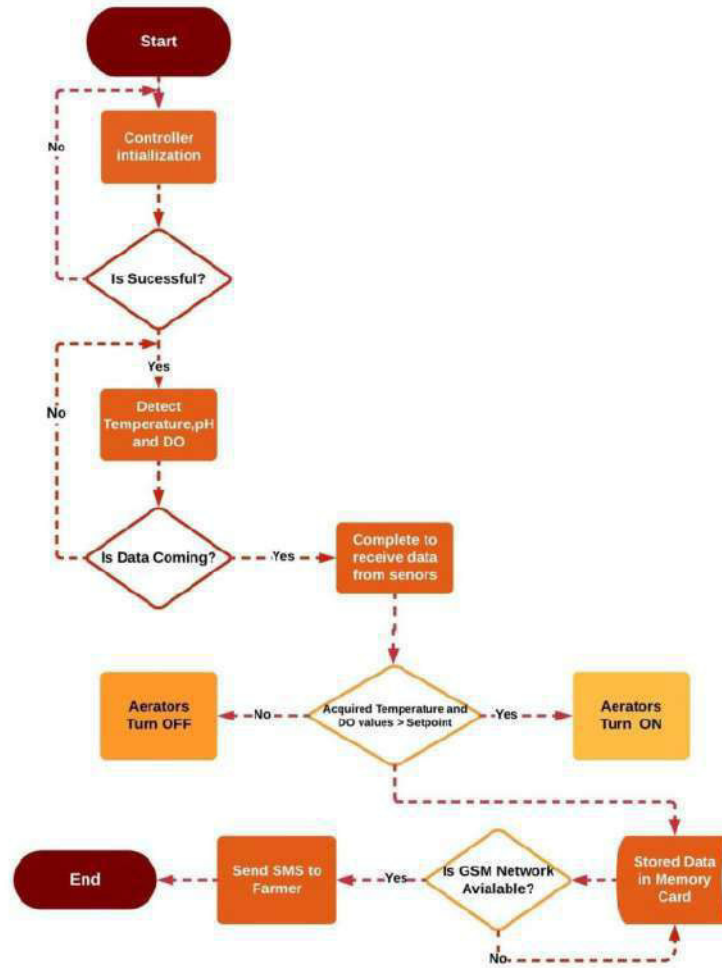 Start
No
Controller
intiallization
Is Sucessful?
Yes
No
Detect
Temperature,pH
and DO
Is Data Coming?
Yes
Complete to
receive data
from senors
Aerators
Turn OFF
No
Acquired Temperature and
DO values > Setpoint
Yes
Aerators
Turn ON
End
Send SMS to
Farmer
Yes
Is GSM Network
Avialable?
Stored Data
in Memory
Card
No